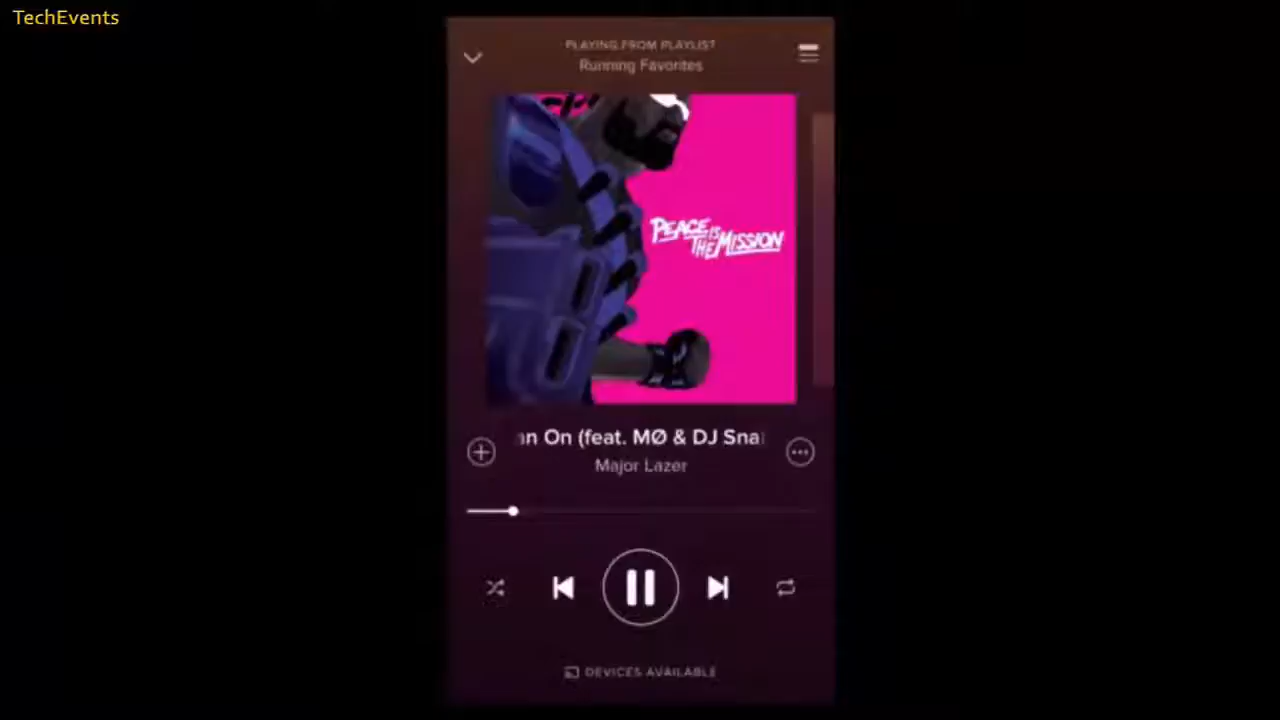 TechEvents
PLAYING FROM PLAYLIST
Running Favorites
PEACE IS THE MISSION
an On (feat. MØ & DJ Sna
Major Lazer
DEVICES AVAILABLE